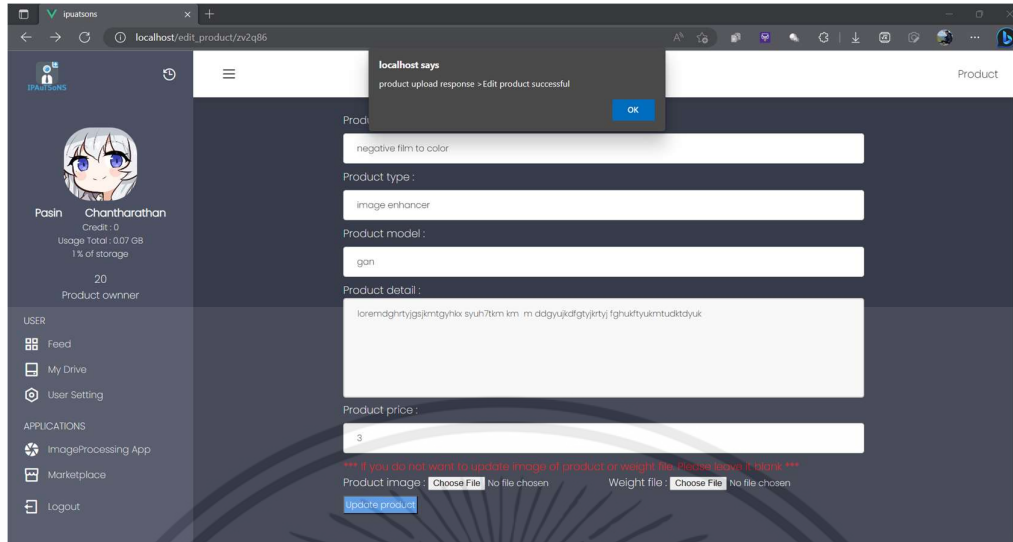 ipuatsons
localhost/edit_product/zv2q86
localhost says
product upload response >Edit product successful
OK
IPAuTSoNS
Product
Produ
negative film to color
Product type :
image enhancer
Product model :
gan
Product detail :
loremdghrtyjgsjkmtgyhkx syuh7tkm km m ddgyujkdfgtyjkrtyj fghukftyukmtudktdyuk
Product price :
3
*** If you do not want to update image of product or weight file. Please leave it blank ***
Product image : Choose File No file chosen Weight file : Choose File No file chosen
Update product
Pasin Chantharathan
Credit : 0
Usage Total : 0.07 GB
1 % of storage
20
Product ownner
USER
Feed
My Drive
User Setting
APPLICATIONS
ImageProcessing App
Marketplace
Logout